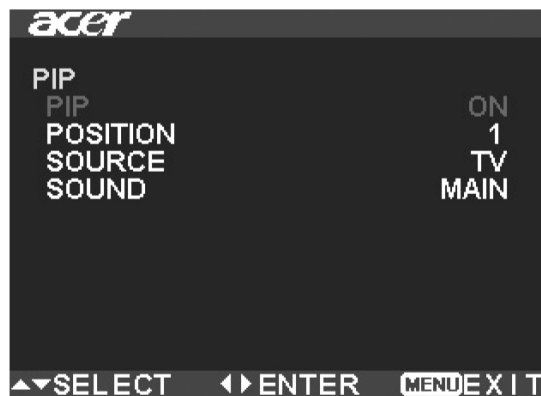 acer
PIP
PIP ON
POSITION 1
SOURCE TV
SOUND MAIN
▲▼SELECT ◀▶ENTER MENU EXIT